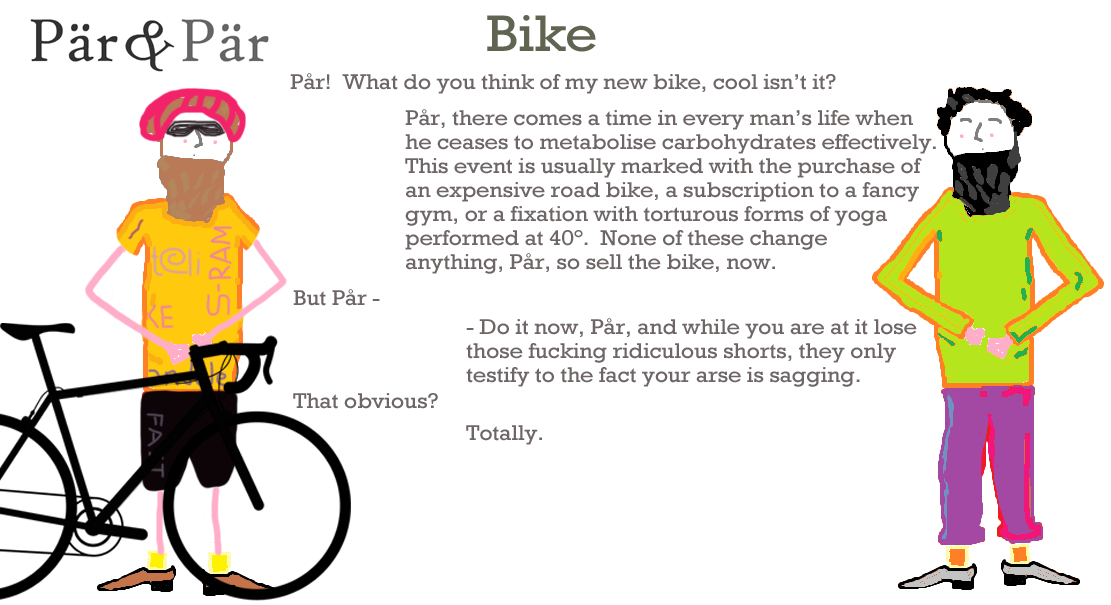 Pär&Pär
Bike
Pår!  What do you think of my new bike, cool isn't it?
Pår, there comes a time in every man's life when
he ceases to metabolise carbohydrates effectively.
This event is usually marked with the purchase of
an expensive road bike, a subscription to a fancy
gym, or a fixation with torturous forms of yoga
performed at 40°.  None of these change
anything, Pår, so sell the bike, now.
But Pår -
- Do it now, Pår, and while you are at it lose
those fucking ridiculous shorts, they only
testify to the fact your arse is sagging.
That obvious?
Totally.
t@li
S-RAM
KE